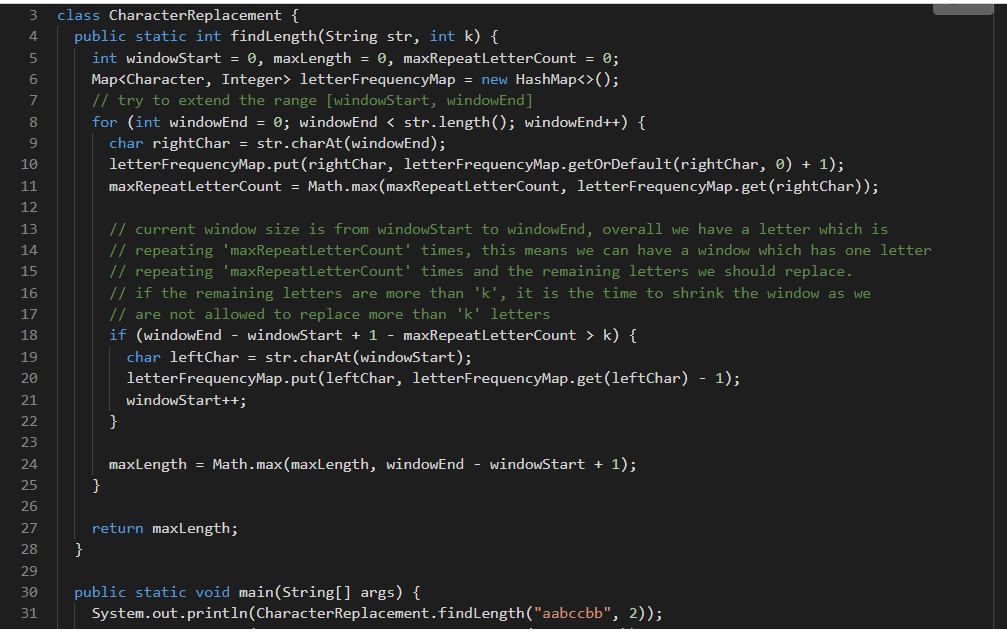 3 class CharacterReplacement {
4 public static int findLength(String str, int k) {
5 int windowStart = 0, maxLength = 0, maxRepeatLetterCount = 0;
6 Map<Character, Integer> letterFrequencyMap = new HashMap<>();
7 // try to extend the range [windowStart, windowEnd]
8 for (int windowEnd = 0; windowEnd < str.length(); windowEnd++) {
9 char rightChar = str.charAt(windowEnd);
10 letterFrequencyMap.put(rightChar, letterFrequencyMap.getOrDefault(rightChar, 0) + 1);
11 maxRepeatLetterCount = Math.max(maxRepeatLetterCount, letterFrequencyMap.get(rightChar));
12
13 // current window size is from windowStart to windowEnd, overall we have a letter which is
14 // repeating 'maxRepeatLetterCount' times, this means we can have a window which has one letter
15 // repeating 'maxRepeatLetterCount' times and the remaining letters we should replace.
16 // if the remaining letters are more than 'k', it is the time to shrink the window as we
17 // are not allowed to replace more than 'k' letters
18 if (windowEnd - windowStart + 1 - maxRepeatLetterCount > k) {
19 char leftChar = str.charAt(windowStart);
20 letterFrequencyMap.put(leftChar, letterFrequencyMap.get(leftChar) - 1);
21 windowStart++;
22 }
23
24 maxLength = Math.max(maxLength, windowEnd - windowStart + 1);
25 }
26
27 return maxLength;
28 }
29
30 public static void main(String[] args) {
31 System.out.println(CharacterReplacement.findLength("aabccbb", 2));